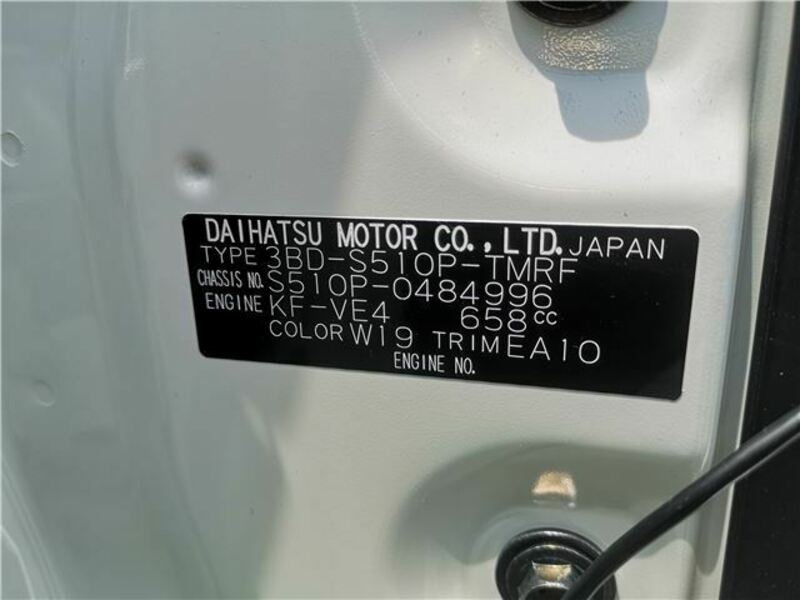 DAIHATSU MOTOR CO., LTD. JAPAN
TYPE 3BD-S510P-TMRF
CHASSIS NO. S510P-0484996
ENGINE KF-VE4 658cc
COLOR W19 TRIM EA10
ENGINE NO.